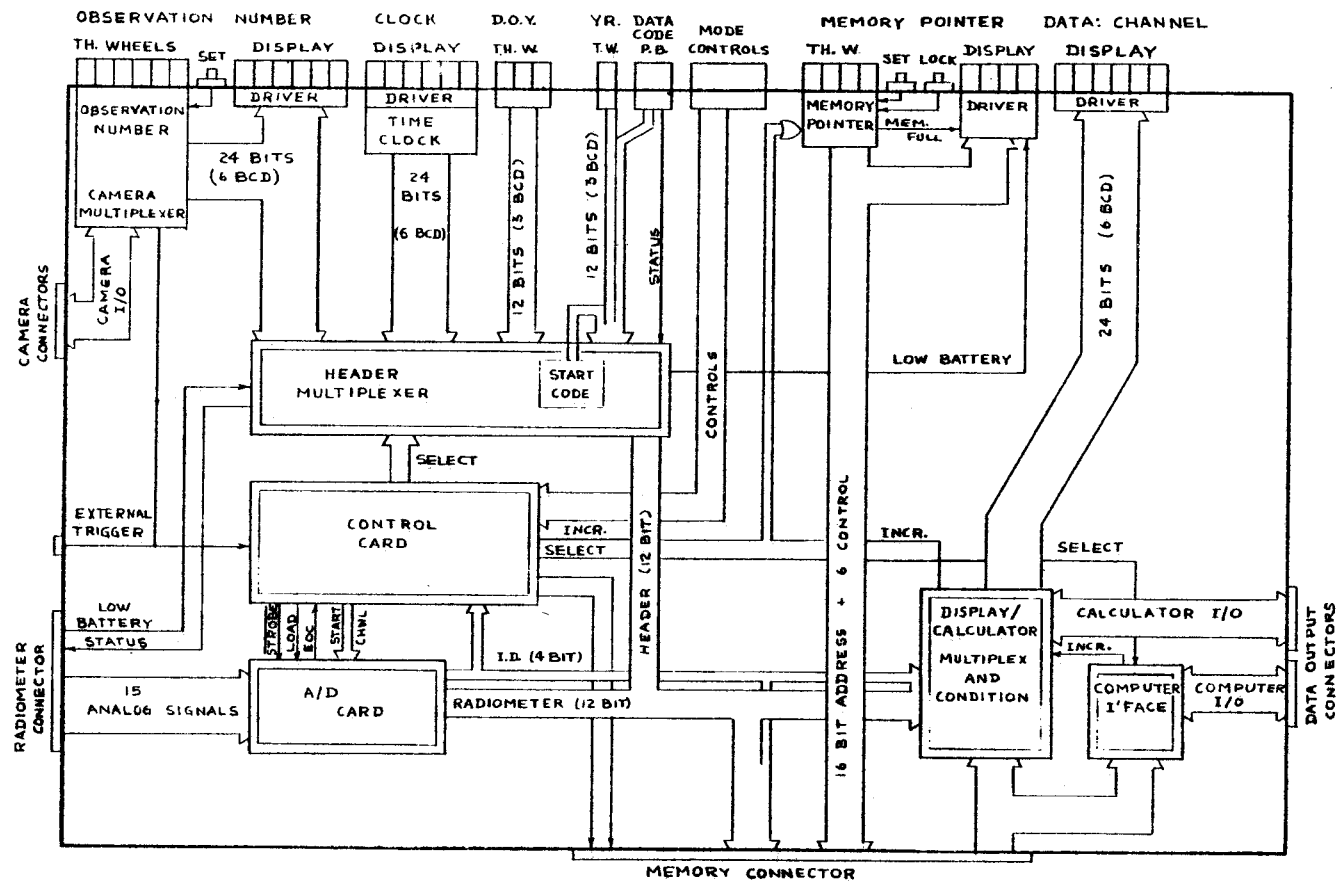 OBSERVATION NUMBER
CLOCK
D.O.Y.
YR.
DATA CODE P.B.
MODE CONTROLS
MEMORY POINTER
DATA: CHANNEL
TH. WHEELS
SET
DISPLAY
DISPLAY
TH. W.
T.W.
TH. W.
SET LOCK
DISPLAY
DISPLAY
OBSERVATION
NUMBER
DRIVER
DRIVER
TIME
CLOCK
MEMORY
POINTER
MEM.
FULL
DRIVER
DRIVER
24 BITS
(6 BCD)
24
BITS
(6 BCD)
12 BITS (3 BCD)
12 BITS (3 BCD)
STATUS
24 BITS (6 BCD)
CAMERA
MULTIPLEXER
CAMERA
I/O
CAMERA
CONNECTORS
HEADER
MULTIPLEXER
START
CODE
CONTROLS
LOW BATTERY
SELECT
EXTERNAL
TRIGGER
CONTROL
CARD
INCR.
SELECT
HEADER (12 BIT)
16 BIT ADDRESS + 6 CONTROL
INCR.
SELECT
LOW
BATTERY
STATUS
STROBE
LOAD
EOC
START
CHWL
I.D. (4 BIT)
DISPLAY/
CALCULATOR
MULTIPLEX
AND
CONDITION
CALCULATOR I/O
INCR.
COMPUTER
I'FACE
COMPUTER
I/O
DATA OUTPUT
CONNECTORS
RADIOMETER
CONNECTOR
15
ANALOG SIGNALS
A/D
CARD
RADIOMETER (12 BIT)
MEMORY CONNECTOR